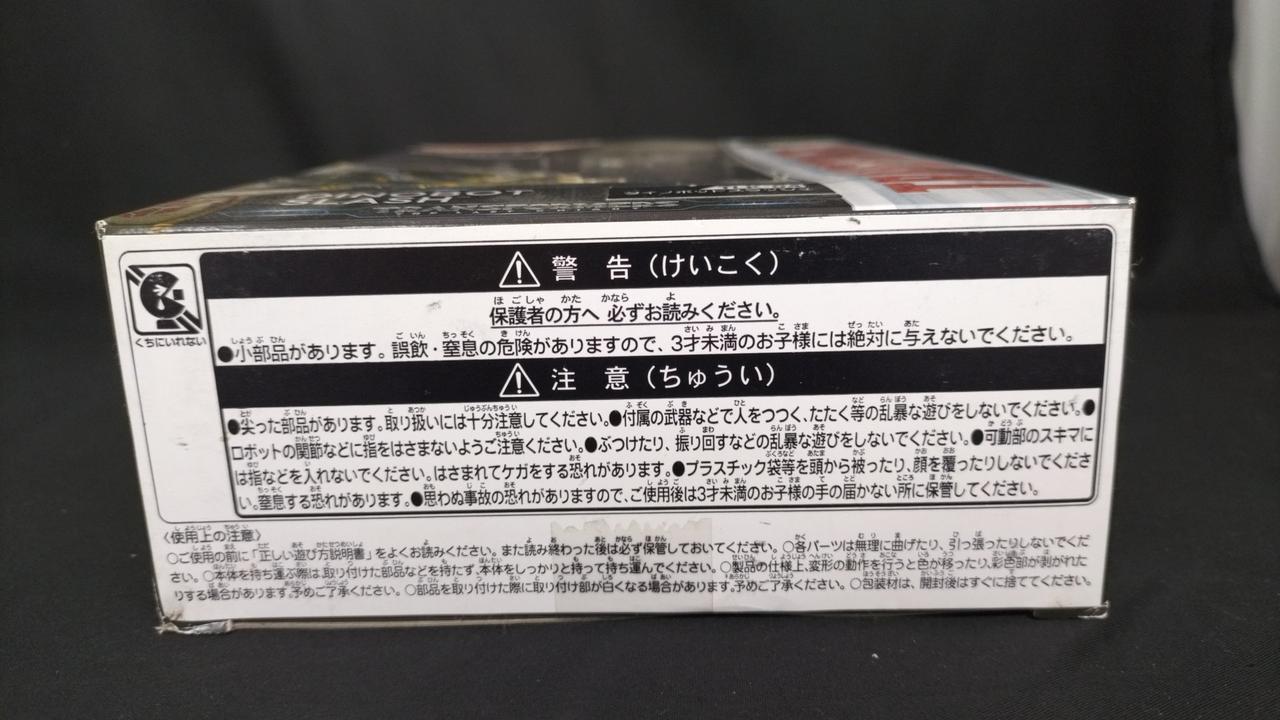 DINOBOT
SLASH
くちにいれない
⚠ 警 告（けいこく）
保護者の方へ 必ずお読みください。
●小部品があります。誤飲・窒息の危険がありますので、3才未満のお子様には絶対に与えないでください。
⚠ 注 意（ちゅうい）
●尖った部品があります。取り扱いには十分注意してください。●付属の武器などで人をつつく、たたく等の乱暴な遊びをしないでください。●
ロボットの関節などに指をはさまないようご注意ください。●ぶつけたり、振り回すなどの乱暴な遊びをしないでください。●可動部のスキマに
は指などを入れないでください。はさまれてケガをする恐れがあります。●プラスチック袋等を頭から被ったり、顔を覆ったりしないでくださ
い。窒息する恐れがあります。●思わぬ事故の恐れがありますので、ご使用後は3才未満のお子様の手の届かない所に保管してください。
〈使用上の注意〉
○ご使用の前に「正しい遊び方説明書」をよくお読みください。また読み終わった後は必ず保管しておいてください。○各パーツは無理に曲げたり、引っ張ったりしないでくだ
さい。○本体を持ち運ぶ際は、取り付けた部品などを持たず、本体をしっかりと持って持ち運んでください。○製品の仕様上、変形の動作を行うと色が移ったり、彩色部が剥がれた
りする場合があります。予めご了承ください。○部品を取り付けた際に取り付け部が白くなる場合があります。予めご了承ください。○包装材は、開封後はすぐに捨ててください。